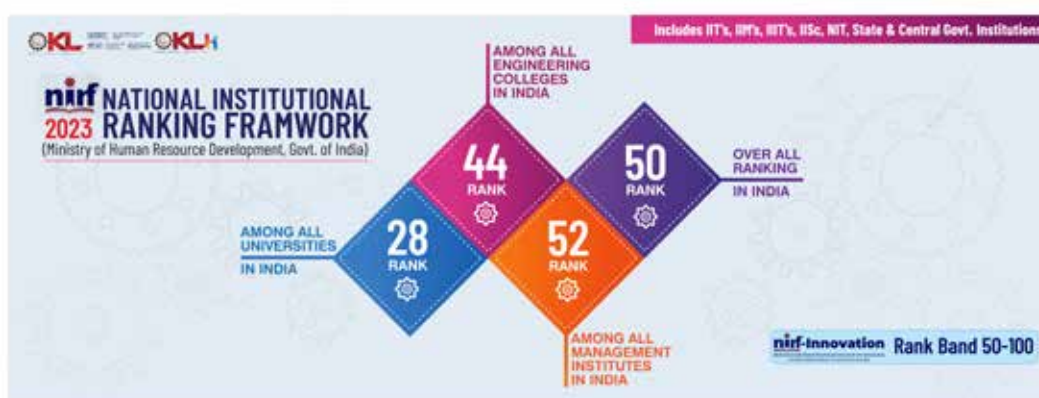 KL
KLH
Includes IIT's, IIM's, IIIT's, IISc, NIT, State & Central Govt. Institutions
nirf NATIONAL INSTITUTIONAL
2023 RANKING FRAMWORK
(Ministry of Human Resource Development, Govt. of India)
AMONG ALL
ENGINEERING
COLLEGES
IN INDIA
44
RANK
50
RANK
OVER ALL
RANKING
IN INDIA
AMONG ALL
UNIVERSITIES
IN INDIA
28
RANK
52
RANK
AMONG ALL
MANAGEMENT
INSTITUTES
IN INDIA
nirf-Innovation Rank Band 50-100